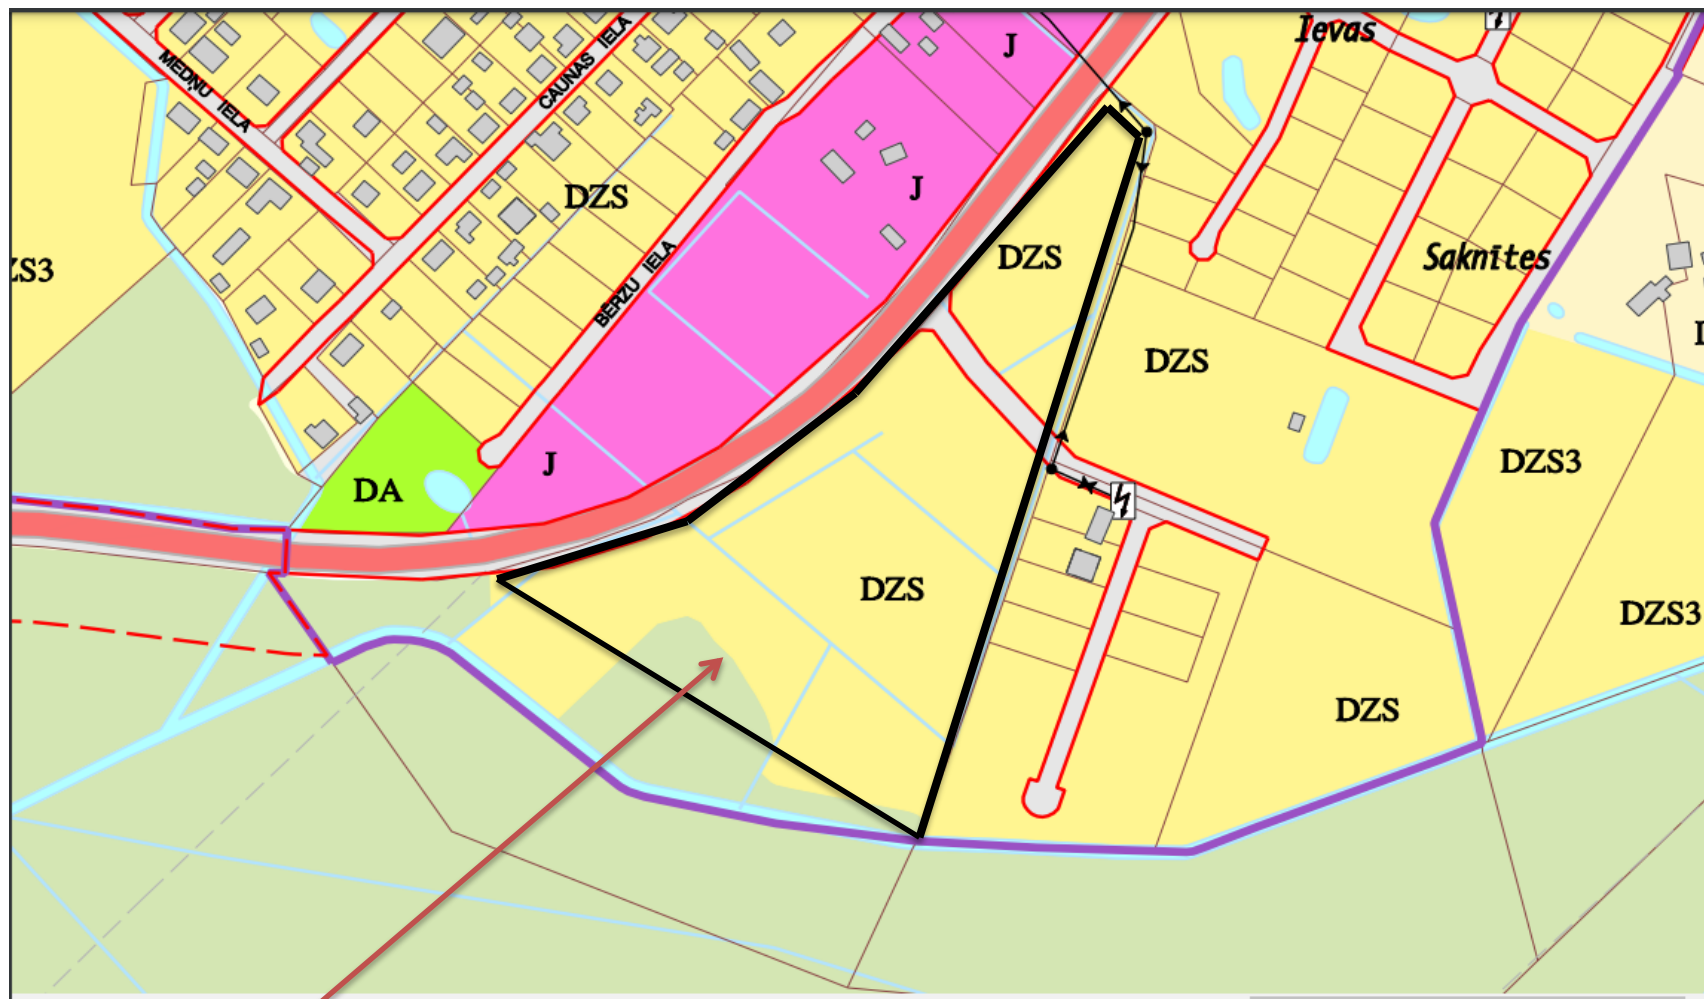 Ievas
J
MEDŅU IELA
CAUNAS IELA
DZS
J
DZS
Saknītes
ZS3
BĒRZU IELA
DZS
DZS3
J
DA
DZS
DZS3
DZS